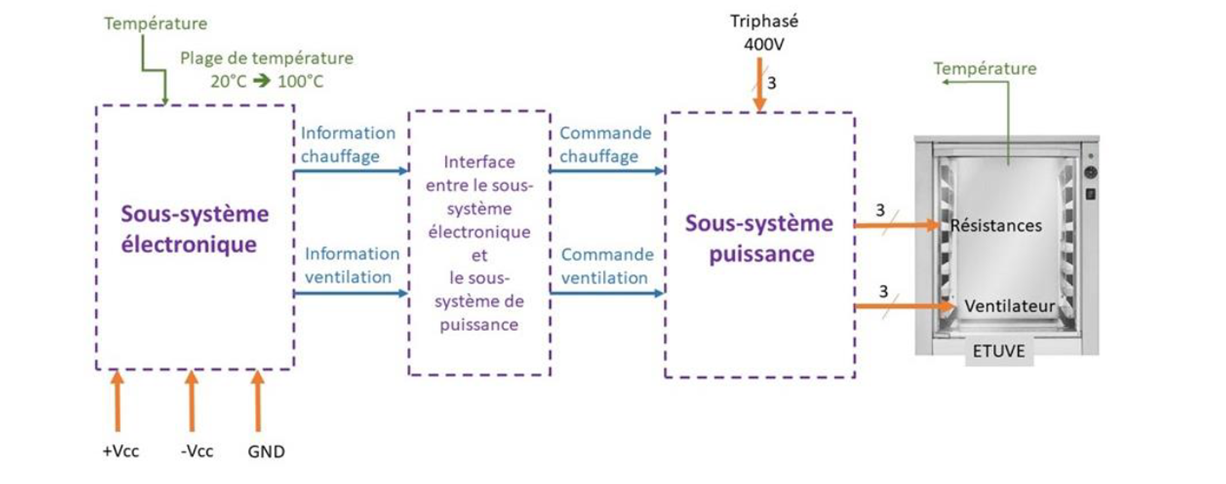 Température
Plage de température
20°C ➔ 100°C
Sous-système
électronique
+Vcc
-Vcc
GND
Information
chauffage
Information
ventilation
Interface
entre le sous-
système
électronique
et
le sous-
système de
puissance
Commande
chauffage
Commande
ventilation
Triphasé
400V
3
Sous-système
puissance
3
3
Température
Résistances
Ventilateur
ETUVE